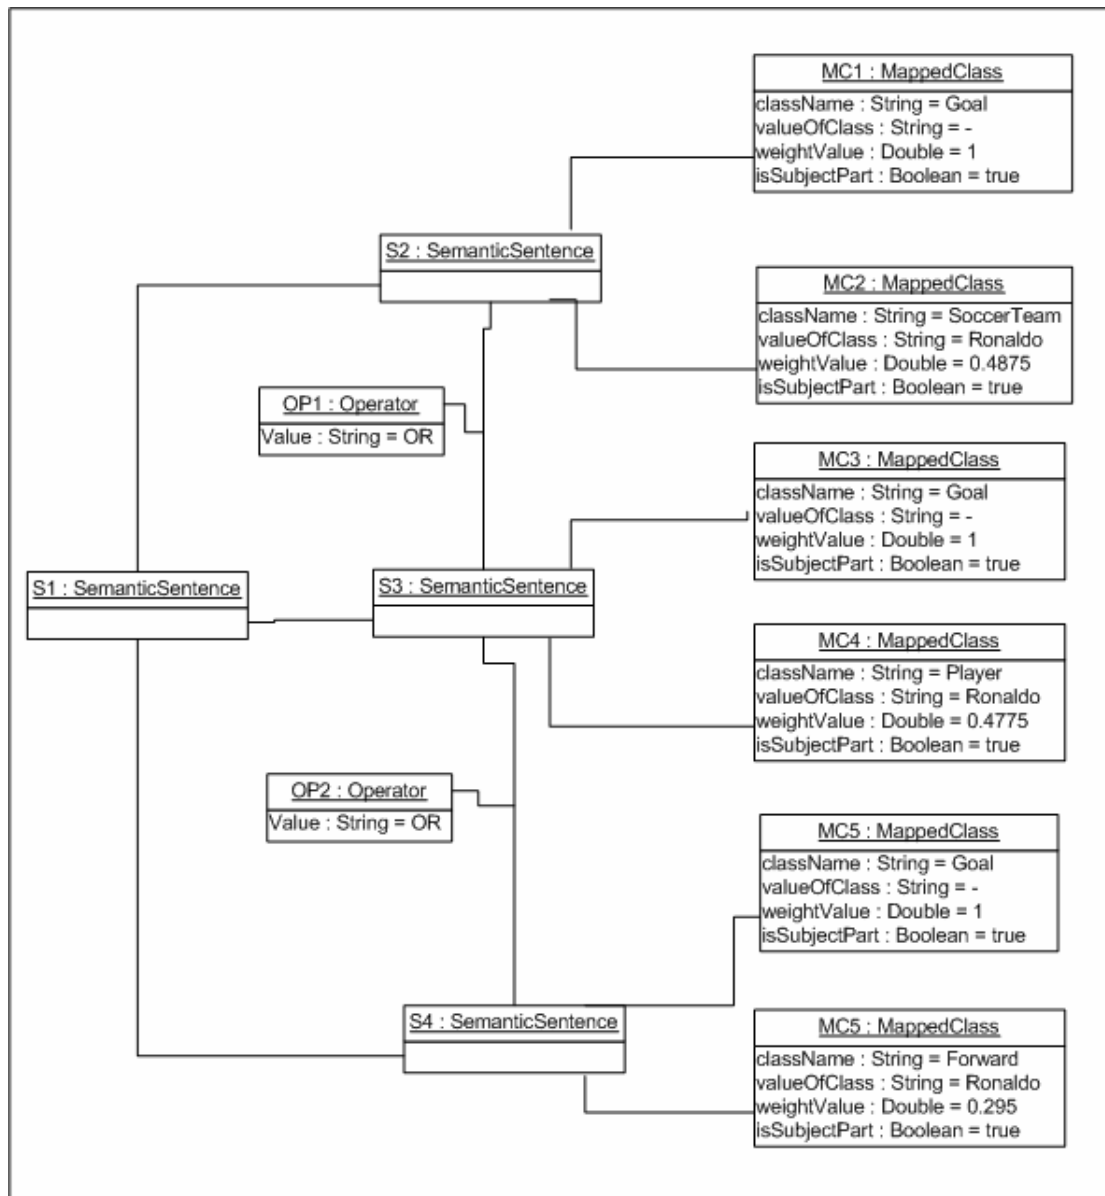 MC1 : MappedClass
className : String = Goal
valueOfClass : String = -
weightValue : Double = 1
isSubjectPart : Boolean = true
S2 : SemanticSentence
MC2 : MappedClass
className : String = SoccerTeam
valueOfClass : String = Ronaldo
weightValue : Double = 0.4875
isSubjectPart : Boolean = true
OP1 : Operator
Value : String = OR
MC3 : MappedClass
className : String = Goal
valueOfClass : String = -
weightValue : Double = 1
isSubjectPart : Boolean = true
S1 : SemanticSentence
S3 : SemanticSentence
MC4 : MappedClass
className : String = Player
valueOfClass : String = Ronaldo
weightValue : Double = 0.4775
isSubjectPart : Boolean = true
OP2 : Operator
Value : String = OR
MC5 : MappedClass
className : String = Goal
valueOfClass : String = -
weightValue : Double = 1
isSubjectPart : Boolean = true
S4 : SemanticSentence
MC5 : MappedClass
className : String = Forward
valueOfClass : String = Ronaldo
weightValue : Double = 0.295
isSubjectPart : Boolean = true